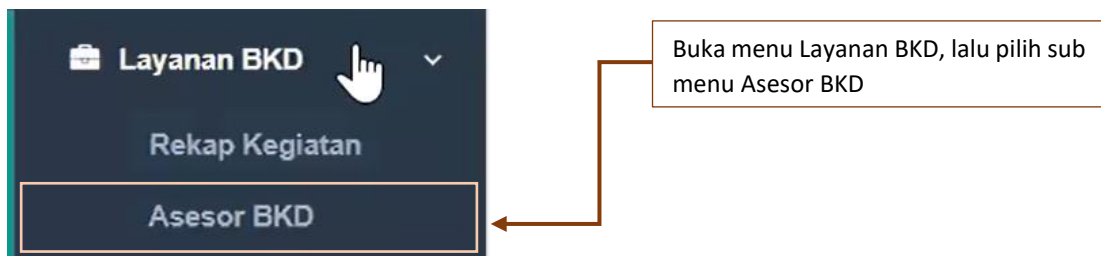 Layanan BKD
Rekap Kegiatan
Asesor BKD
Buka menu Layanan BKD, lalu pilih sub
menu Asesor BKD